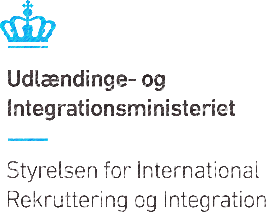 Udlændinge- og
Integrationsministeriet
Styrelsen for International
Rekruttering og Integration